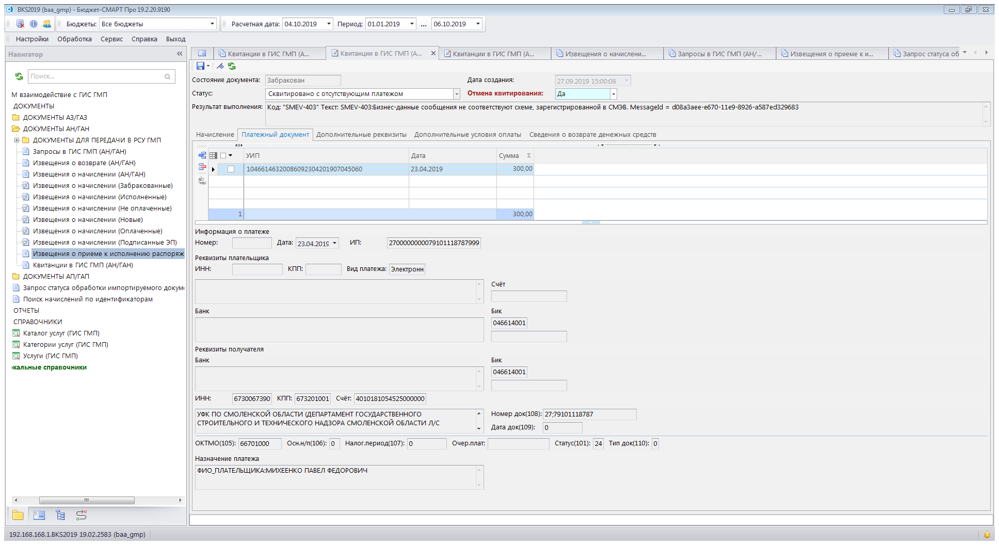 BKS2019 (baa_gmp) - Бюджет-СМАРТ Про 19.2.20.9190
Бюджеты: Все бюджеты Расчетная дата: 04.10.2019 Период: 01.01.2019 ... 06.10.2019
Настройки Обработка Сервис Справка Выход
Навигатор
Поиск...
М взаимодействие с ГИС ГМП
ДОКУМЕНТЫ
ДОКУМЕНТЫ АЗ/ГАЗ
ДОКУМЕНТЫ АН/ГАН
ДОКУМЕНТЫ ДЛЯ ПЕРЕДАЧИ В РСУ ГМП
Запросы в ГИС ГМП (АН/ГАН)
Извещения о возврате (АН/ГАН)
Извещения о начислении (АН/ГАН)
Извещения о начислении (Забракованные)
Извещения о начислении (Исполненные)
Извещения о начислении (Не оплаченные)
Извещения о начислении (Новые)
Извещения о начислении (Оплаченные)
Извещения о начислении (Подписанные ЭП)
Извещения о приеме к исполнению распоряж
Квитанции в ГИС ГМП (АН/ГАН)
ДОКУМЕНТЫ АП/ГАП
Запрос статуса обработки импортируемого докум
Поиск начислений по идентификаторам
ОТЧЕТЫ
СПРАВОЧНИКИ
Каталог услуг (ГИС ГМП)
Категории услуг (ГИС ГМП)
Услуги (ГИС ГМП)
окальные справочники
Квитанции в ГИС ГМП (А... Квитанции в ГИС ГМП (А... Квитанции в ГИС ГМП (А... Извещения о начислени... Запросы в ГИС ГМП (АН/... Извещения о приеме к и... Запрос статуса об
Состояние документа: Забракован Дата создания: 27.09.2019 15:00:08
Статус: Сквитировано с отсутствующим платежом Отмена квитирования: Да
Результат выполнения: Код: "SMEV-403" Текст: SMEV-403:Бизнес-данные сообщения не соответствуют схеме, зарегистрированной в СМЭВ. MessageId = d08a3aee-e670-11e9-8926-a587ed329683
Начисление Платежный документ Дополнительные реквизиты Дополнительные условия оплаты Сведения о возврате денежных средств
УИП Дата Сумма Σ
10466146320086092304201907045060 23.04.2019 300,00
1 300,00
Информация о платеже
Номер: Дата: 23.04.2019 ИП: 2700000000079101118787999
Реквизиты плательщика
ИНН: КПП: Вид платежа: Электронн
Счёт
Банк Бик
046614001
Реквизиты получателя
Банк Бик
046614001
ИНН: 6730067390 КПП: 673201001 Счёт: 4010181054525000000
УФК ПО СМОЛЕНСКОЙ ОБЛАСТИ (ДЕПАРТАМЕНТ ГОСУДАРСТВЕННОГО
СТРОИТЕЛЬНОГО И ТЕХНИЧЕСКОГО НАДЗОРА СМОЛЕНСКОЙ ОБЛАСТИ Л/С
Номер док(108): 27;79101118787
Дата док(109): 0
ОКТМО(105): 66701000 Осн.н/п(106): 0 Налог.период(107): 0 Очер.плат: Статус(101): 24 Тип док(110): 0
Назначение платежа
ФИО_ПЛАТЕЛЬЩИКА:МИХЕЕНКО ПАВЕЛ ФЕДОРОВИЧ
192.168.168.1.BKS2019 19.02.2583 (baa_gmp)